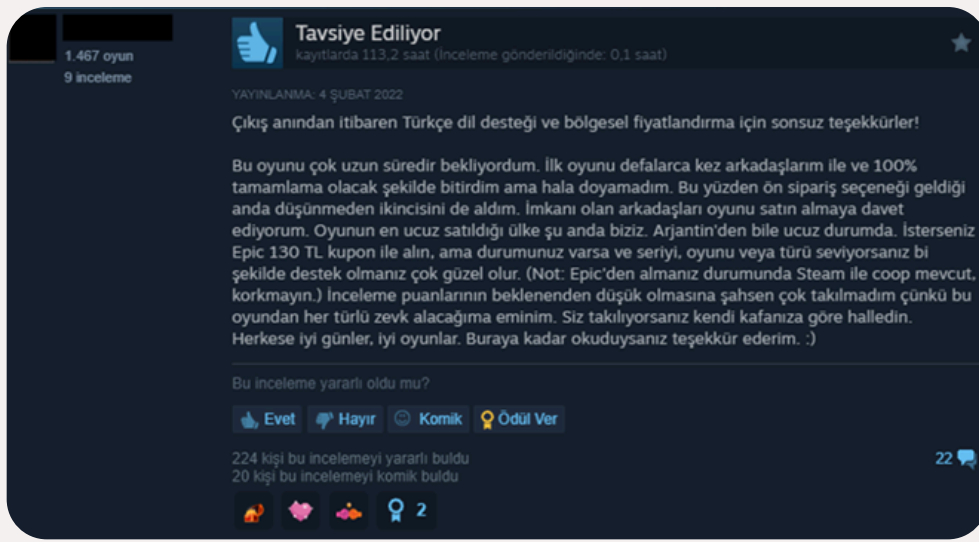 1.467 oyun
9 inceleme
Tavsiye Ediliyor
kayıtlarda 113,2 saat (İnceleme gönderildiğinde: 0,1 saat)
YAYINLANMA: 4 ŞUBAT 2022
Çıkış anından itibaren Türkçe dil desteği ve bölgesel fiyatlandırma için sonsuz teşekkürler!
Bu oyunu çok uzun süredir bekliyordum. İlk oyunu defalarca kez arkadaşlarım ile ve 100%
tamamlama olacak şekilde bitirdim ama hala doyamadım. Bu yüzden ön sipariş seçeneği geldiği
anda düşünmeden ikincisini de aldım. İmkanı olan arkadaşları oyunu satın almaya davet
ediyorum. Oyunun en ucuz satıldığı ülke şu anda biziz. Arjantin'den bile ucuz durumda. İsterseniz
Epic 130 TL kupon ile alın, ama durumunuz varsa ve seriyi, oyunu veya türü seviyorsanız bi
şekilde destek olmanız çok güzel olur. (Not: Epic'den almanız durumunda Steam ile coop mevcut,
korkmayın.) İnceleme puanlarının beklenenden düşük olmasına şahsen çok takılmadım çünkü bu
oyundan her türlü zevk alacağıma eminim. Siz takılıyorsanız kendi kafanıza göre halledin.
Herkese iyi günler, iyi oyunlar. Buraya kadar okuduysanız teşekkür ederim. :)
Bu inceleme yararlı oldu mu?
Evet Hayır Komik Ödül Ver
224 kişi bu incelemeyi yararlı buldu
20 kişi bu incelemeyi komik buldu
22
2